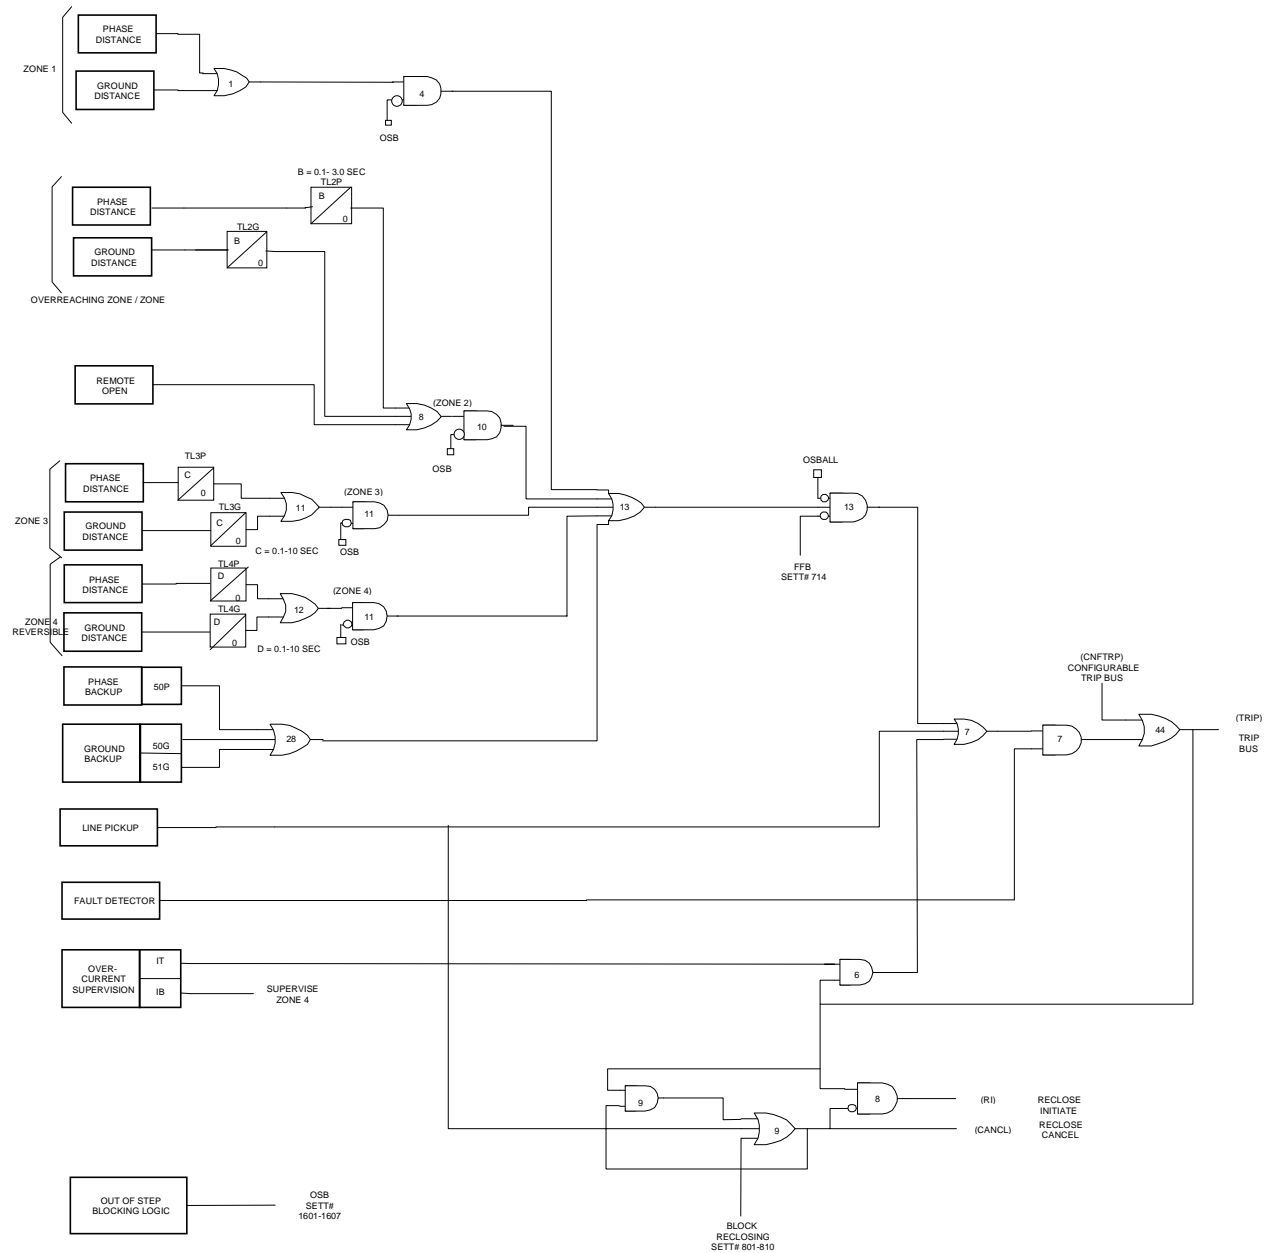 PHASE
DISTANCE
ZONE 1
GROUND
DISTANCE
1
4
OSB
B = 0.1- 3.0 SEC
TL2P
B
0
PHASE
DISTANCE
TL2G
B
0
GROUND
DISTANCE
OVERREACHING ZONE / ZONE
REMOTE
OPEN
(ZONE 2)
8
10
OSB
TL3P
C
0
PHASE
DISTANCE
(ZONE 3)
11
11
OSB
ZONE 3
TL3G
C
0
GROUND
DISTANCE
C = 0.1-10 SEC
13
OSBALL
13
FFB
SETT# 714
TL4P
D
0
PHASE
DISTANCE
(ZONE 4)
12
11
OSB
ZONE 4
REVERSIBLE
TL4G
D
0
GROUND
DISTANCE
D = 0.1-10 SEC
PHASE
BACKUP
50P
GROUND
BACKUP
50G
51G
28
(CNFTRP)
CONFIGURABLE
TRIP BUS
7
7
44
(TRIP)
TRIP
BUS
LINE PICKUP
FAULT DETECTOR
OVER-
CURRENT
SUPERVISION
IT
IB
SUPERVISE
ZONE 4
6
9
9
8
(RI)
RECLOSE
INITIATE
(CANCL)
RECLOSE
CANCEL
OUT OF STEP
BLOCKING LOGIC
OSB
SETT#
1601-1607
BLOCK
RECLOSING
SETT# 801-810